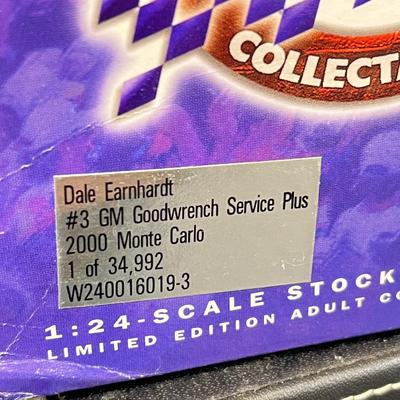 COLLECT
Dale Earnhardt
#3 GM Goodwrench Service Plus
2000 Monte Carlo
1 of 34,992
W240016019-3
1:24-SCALE STOCK
LIMITED EDITION ADULT CO